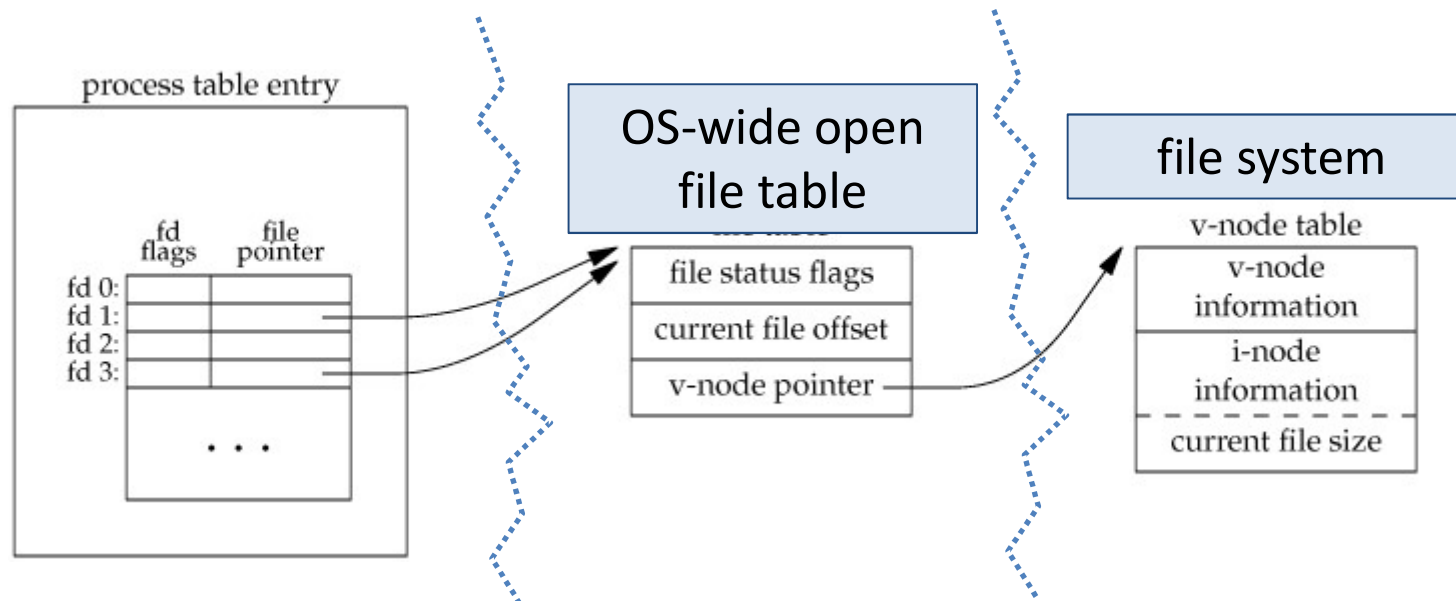 process table entry
OS-wide open
file table
file system
fd
flags
file
pointer
fd 0:
fd 1:
fd 2:
fd 3:
. . .
file status flags
current file offset
v-node pointer
v-node table
v-node
information
i-node
information
current file size